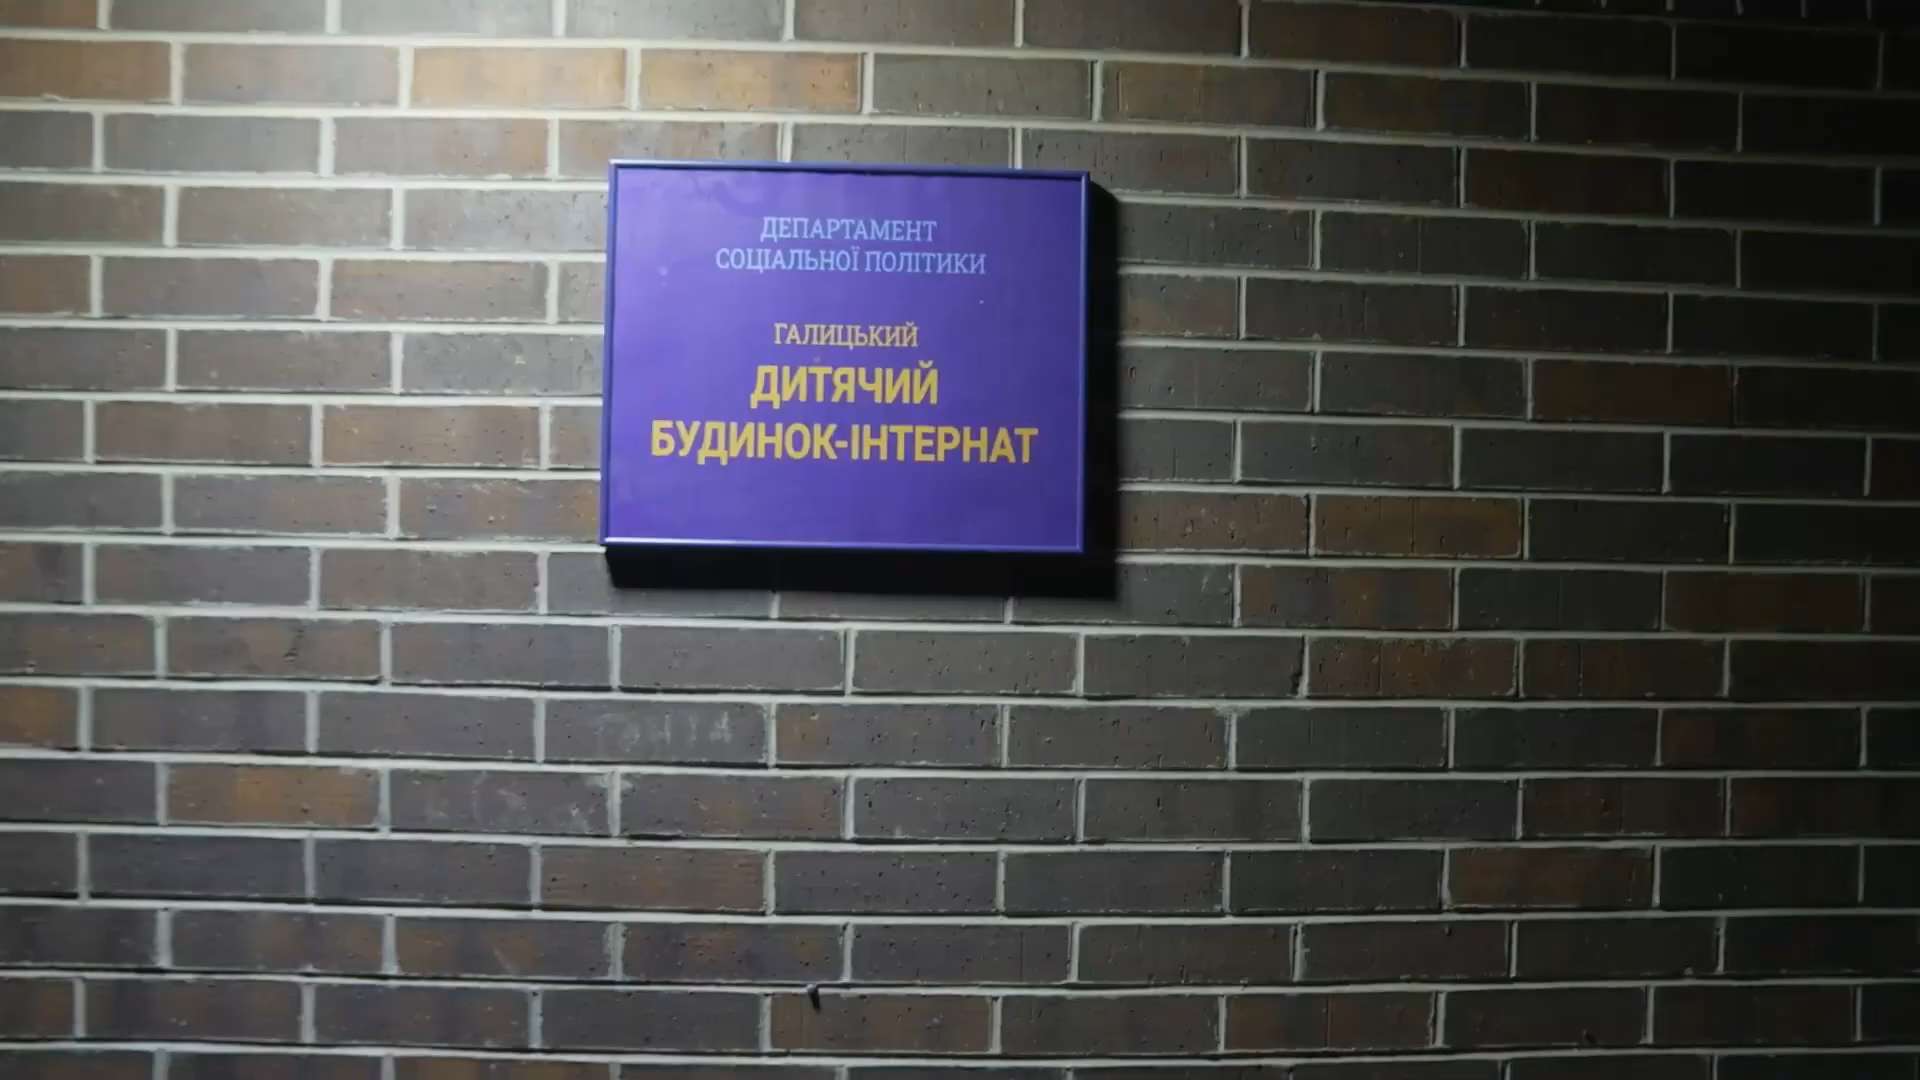 ДЕПАРТАМЕНТ
СОЦІАЛЬНОЇ ПОЛІТИКИ
ГАЛИЦЬКИЙ
ДИТЯЧИЙ
БУДИНОК-ІНТЕРНАТ